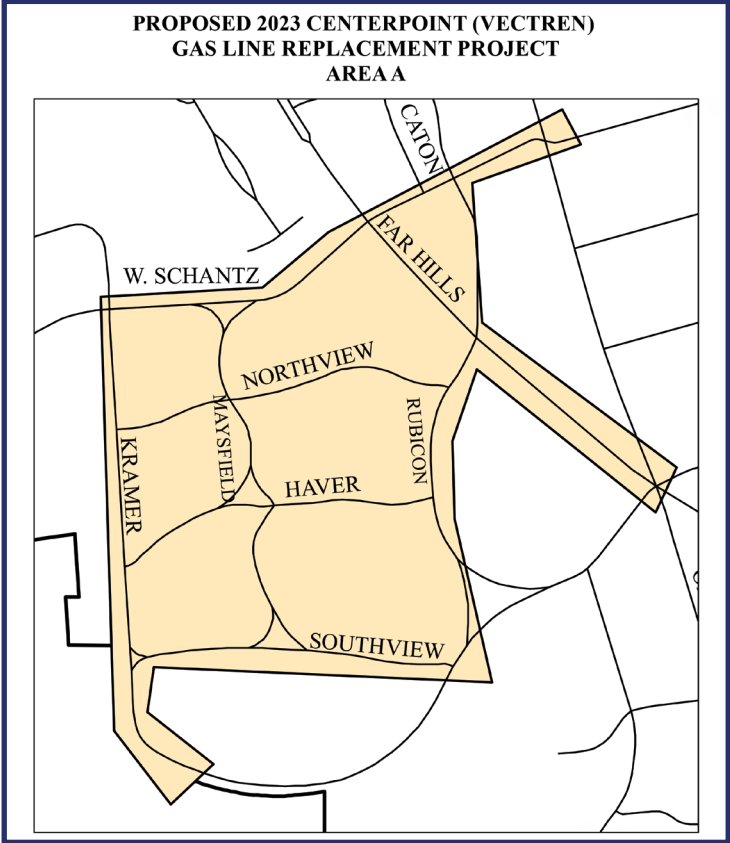 PROPOSED 2023 CENTERPOINT (VECTREN)
GAS LINE REPLACEMENT PROJECT
AREA A
CATON
FAR HILLS
W. SCHANTZ
NORTHVIEW
MAYSFIELD
RUBICON
KRAMER
HAVER
SOUTHVIEW